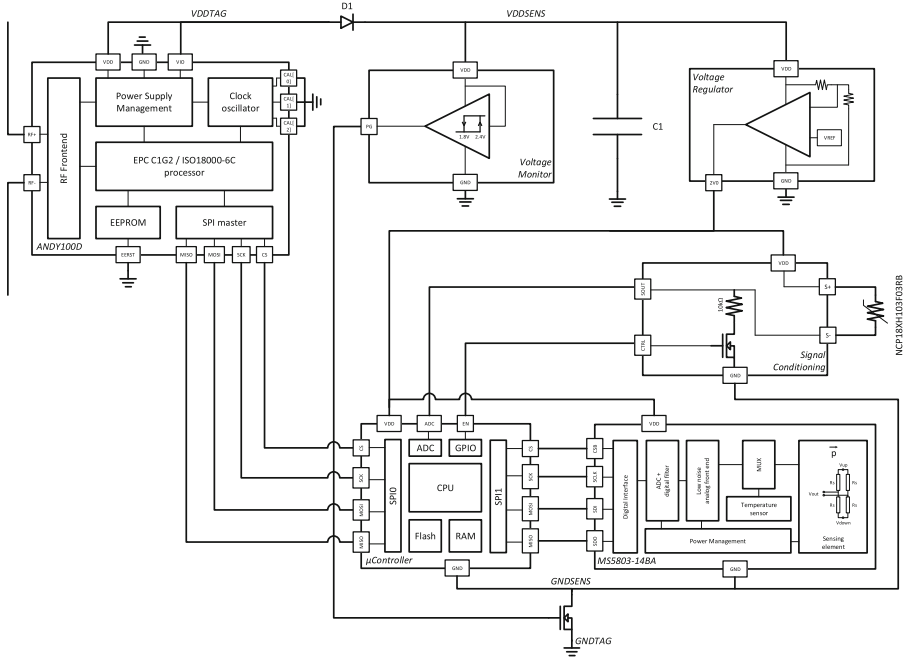 VDDTAG
D1
VDDSENS
VDD
GND
VIO
CAL[
0]
CAL[
1]
CAL[
2]
Power Supply
Management
Clock
oscillator
RF Frontend
RF+
RF-
EPC C1G2 / ISO18000-6C
processor
EEPROM
SPI master
ANDY100D
EERST
MISO
MOSI
SCK
CS
VDD
PG
1.8V
2.4V
Voltage
Monitor
GND
C1
VDD
Voltage
Regulator
VREF
2V0
GND
VDD
SOUT
10kΩ
S+
CTRL
S-
Signal
Conditioning
GND
NCP18XH103F03RB
VDD
ADC
EN
CS
SCK
MOSI
MISO
SPI0
ADC
GPIO
CPU
Flash
RAM
SPI1
CS
SCK
MOSI
MISO
µController
GND
VDD
CSB
SCLK
SDI
SDO
Digital Interface
ADC +
digital filter
Low noise
analog front end
MUX
Temperature
sensor
Power Management
p
Vup
Rs
Rs
Vout
Rs
Rs
Vdown
Sensing
element
MS5803-14BA
GND
GNDSENS
GNDTAG